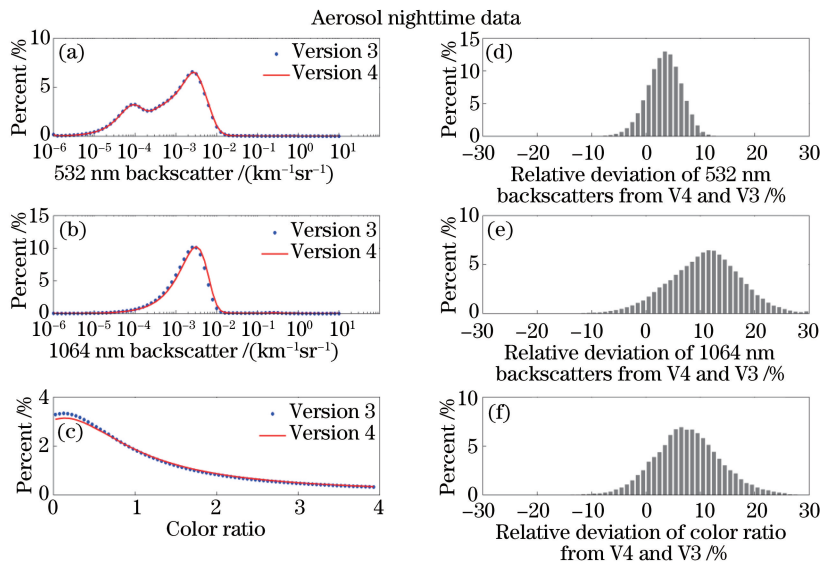 Aerosol nighttime data
(a)
Version 3
Version 4
Percent /%
10
5
0
10⁻⁶ 10⁻⁵ 10⁻⁴ 10⁻³ 10⁻² 10⁻¹ 10⁰ 10¹
532 nm backscatter /(km⁻¹sr⁻¹)
(d)
Percent /%
15
10
5
0
−30 −20 −10 0 10 20 30
Relative deviation of 532 nm
backscatters from V4 and V3 /%
(b)
Version 3
Version 4
Percent /%
15
10
5
0
10⁻⁶ 10⁻⁵ 10⁻⁴ 10⁻³ 10⁻² 10⁻¹ 10⁰ 10¹
1064 nm backscatter /(km⁻¹sr⁻¹)
(e)
Percent /%
10
5
0
−30 −20 −10 0 10 20 30
Relative deviation of 1064 nm
backscatters from V4 and V3 /%
(c)
Version 3
Version 4
Percent /%
4
2
0
0 1 2 3 4
Color ratio
(f)
Percent /%
10
5
0
−30 −20 −10 0 10 20 30
Relative deviation of color ratio
from V4 and V3 /%